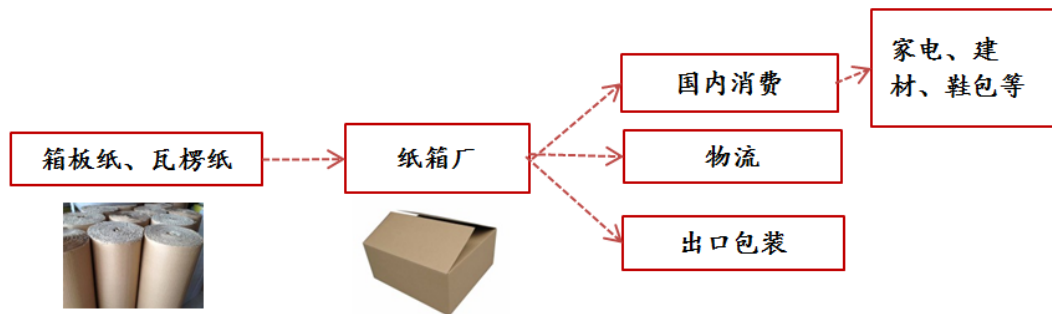 箱板纸、瓦楞纸
纸箱厂
国内消费
家电、建
材、鞋包等
物流
出口包装